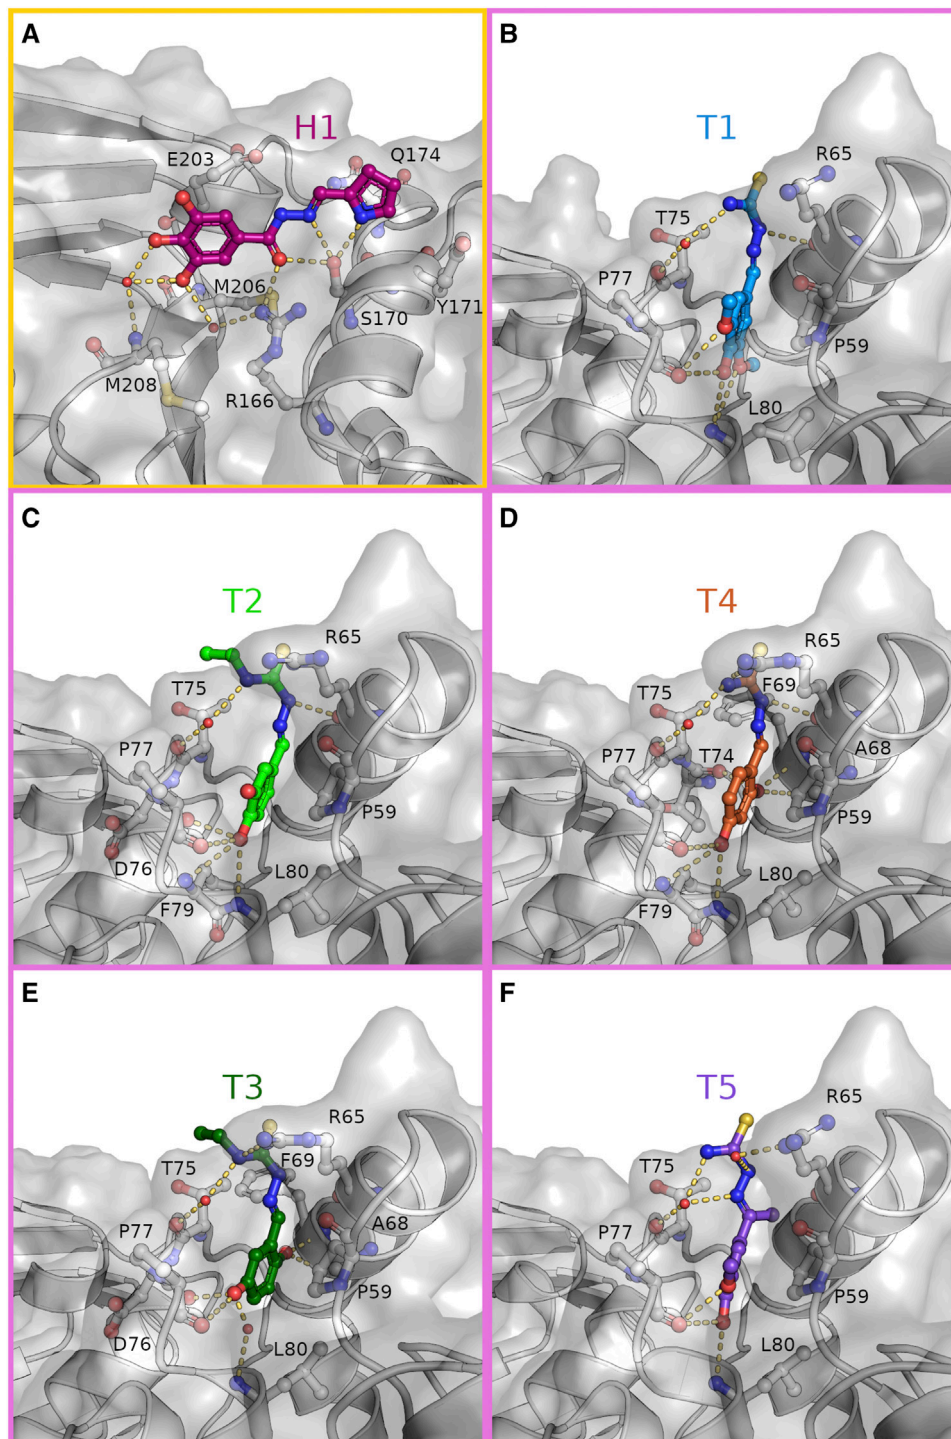 A
H1
E203
Q174
M206
S170
Y171
M208
R166
B
T1
R65
T75
P77
P59
L80
C
T2
R65
T75
P77
P59
D76
L80
F79
D
T4
R65
F69
T75
A68
P77
T74
P59
L80
F79
E
T3
R65
F69
T75
A68
P77
P59
D76
L80
F
T5
R65
T75
P77
P59
L80